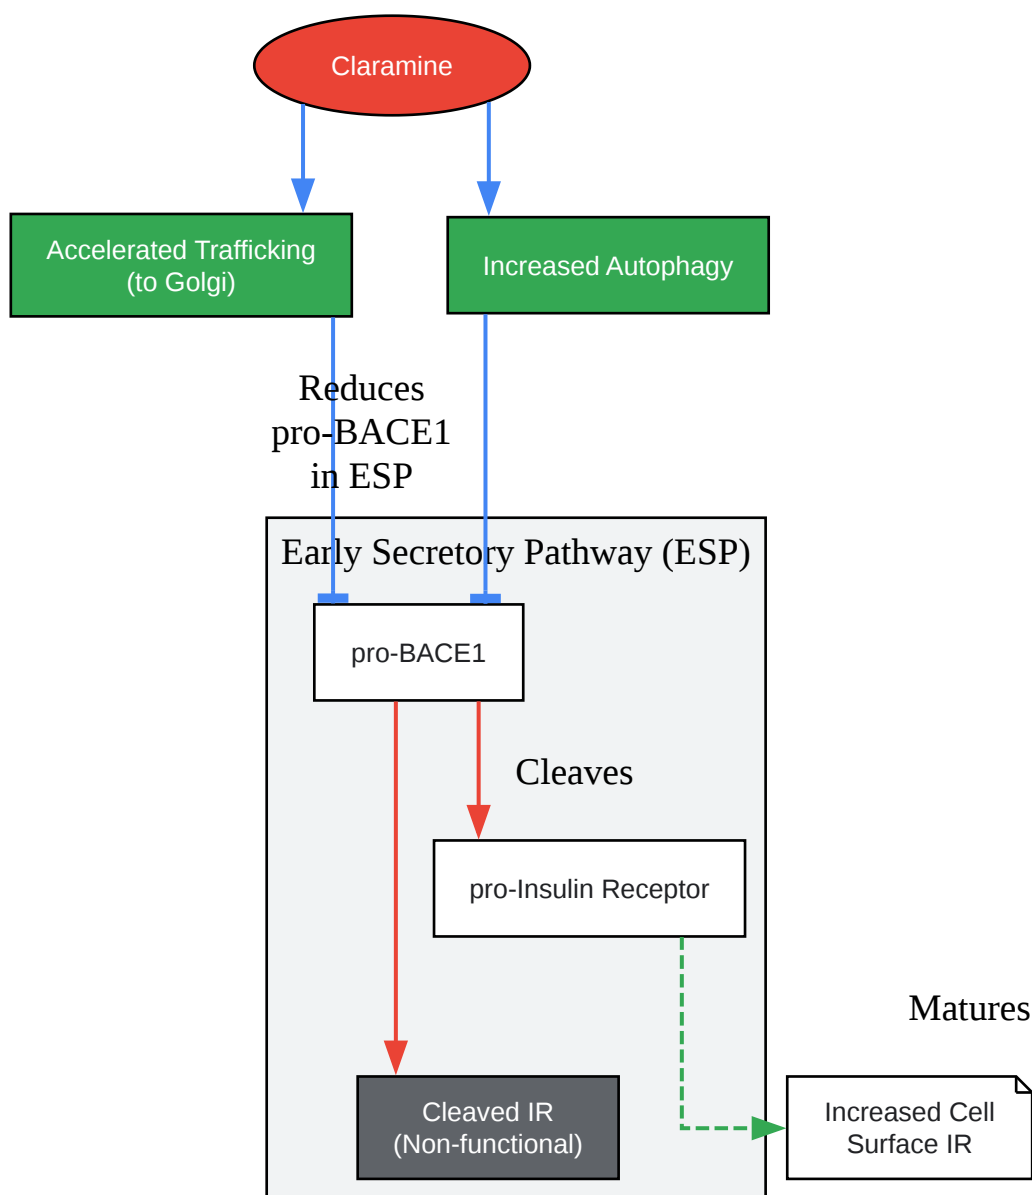 Claramine
Accelerated Trafficking
(to Golgi)
Increased Autophagy
Reduces
pro-BACE1
in ESP
Early Secretory Pathway (ESP)
pro-BACE1
Cleaves
pro-Insulin Receptor
Matures
Cleaved IR
(Non-functional)
Increased Cell
Surface IR